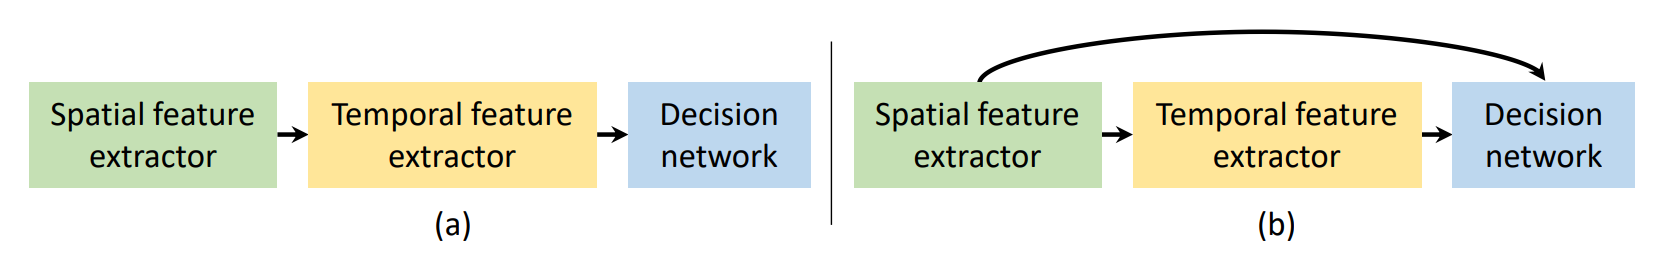 Spatial feature
extractor
Temporal feature
extractor
Decision
network
(a)
Spatial feature
extractor
Temporal feature
extractor
Decision
network
(b)